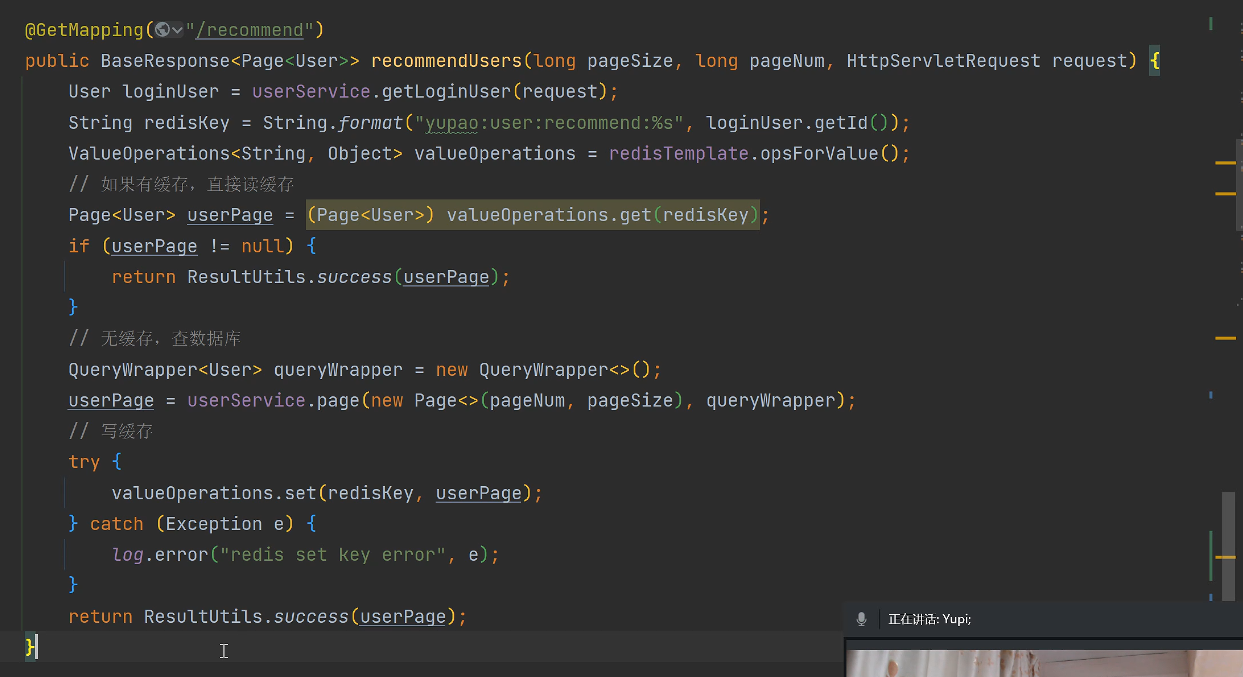 @GetMapping("/recommend")
public BaseResponse<Page<User>> recommendUsers(long pageSize, long pageNum, HttpServletRequest request) {
    User loginUser = userService.getLoginUser(request);
    String redisKey = String.format("yupao:user:recommend:%s", loginUser.getId());
    ValueOperations<String, Object> valueOperations = redisTemplate.opsForValue();
    // 如果有缓存，直接读缓存
    Page<User> userPage = (Page<User>) valueOperations.get(redisKey);
    if (userPage != null) {
        return ResultUtils.success(userPage);
    }
    // 无缓存，查数据库
    QueryWrapper<User> queryWrapper = new QueryWrapper<>();
    userPage = userService.page(new Page<>(pageNum, pageSize), queryWrapper);
    // 写缓存
    try {
        valueOperations.set(redisKey, userPage);
    } catch (Exception e) {
        log.error("redis set key error", e);
    }
    return ResultUtils.success(userPage);
}
正在讲话: Yupi;